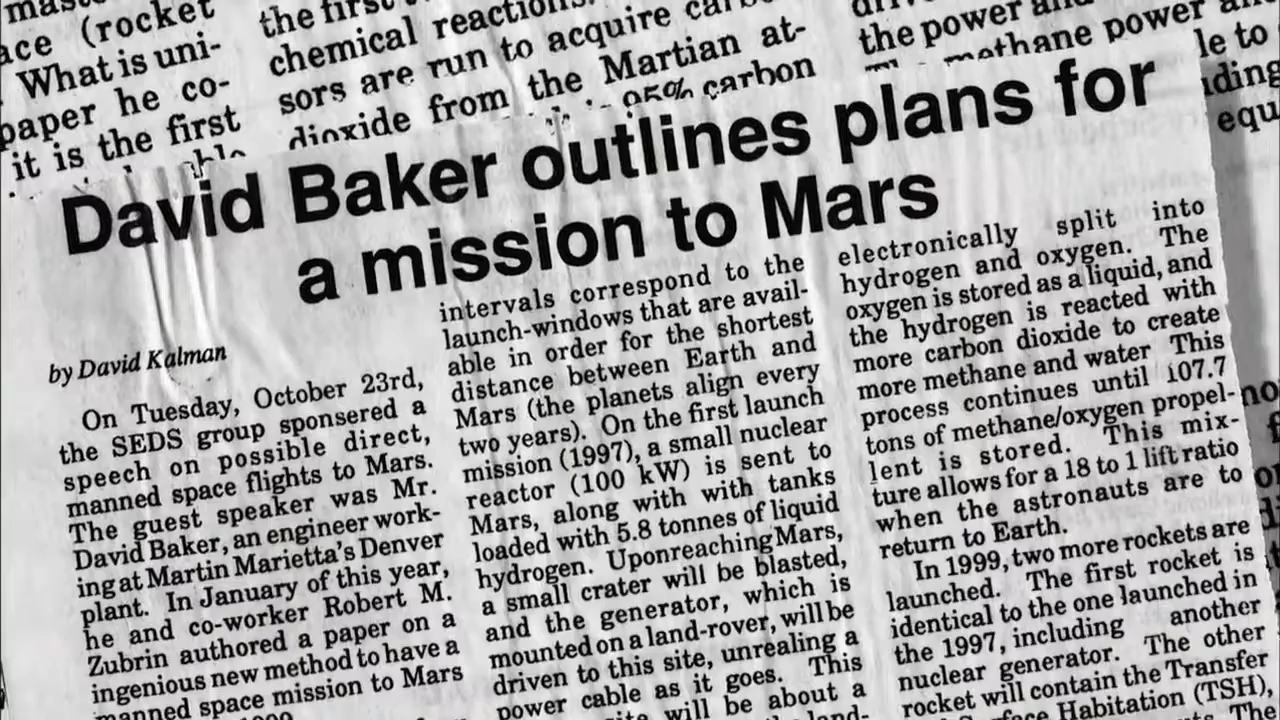 ace (rocket
What is uni-
paper he co-
it is the first
the first
chemical reactions.
sors are run to acquire
from the Martian at-
dioxide 95% carbon
the power and
methane power
le to
equ
David Baker outlines plans for
a mission to Mars
by David Kalman
On Tuesday, October 23rd,
the SEDS group sponsered a
speech on possible direct,
manned space flights to Mars.
The guest speaker was Mr.
David Baker, an engineer work-
ing at Martin Marietta's Denver
plant. In January of this year,
he and co-worker Robert M.
Zubrin authored a paper on a
ingenious new method to have a
manned space mission to Mars
intervals correspond to the
launch-windows that are avail-
able in order for the shortest
distance between Earth and
Mars (the planets align every
two years). On the first launch
mission (1997), a small nuclear
reactor (100 kW) is sent to
Mars, along with with tanks
loaded with 5.8 tonnes of liquid
hydrogen. Uponreaching Mars,
a small crater will be blasted,
and the generator, which is
mounted on a land-rover, will be
driven to this site, unrealing a
power cable as it goes. This
will be about a
electronically split into
hydrogen and oxygen. The
oxygen is stored as a liquid, and
the hydrogen is reacted with
more carbon dioxide to create
more methane and water This
process continues until 107.7
tons of methane/oxygen propel-
lent is stored. This mix-
ture allows for a 18 to 1 lift ratio
when the astronauts are to
return to Earth.
In 1999, two more rockets are
launched. The first rocket is
identical to the one launched in
the 1997, including another
nuclear generator. The other
rocket will contain the Transfer
Habitation (TSH),
The